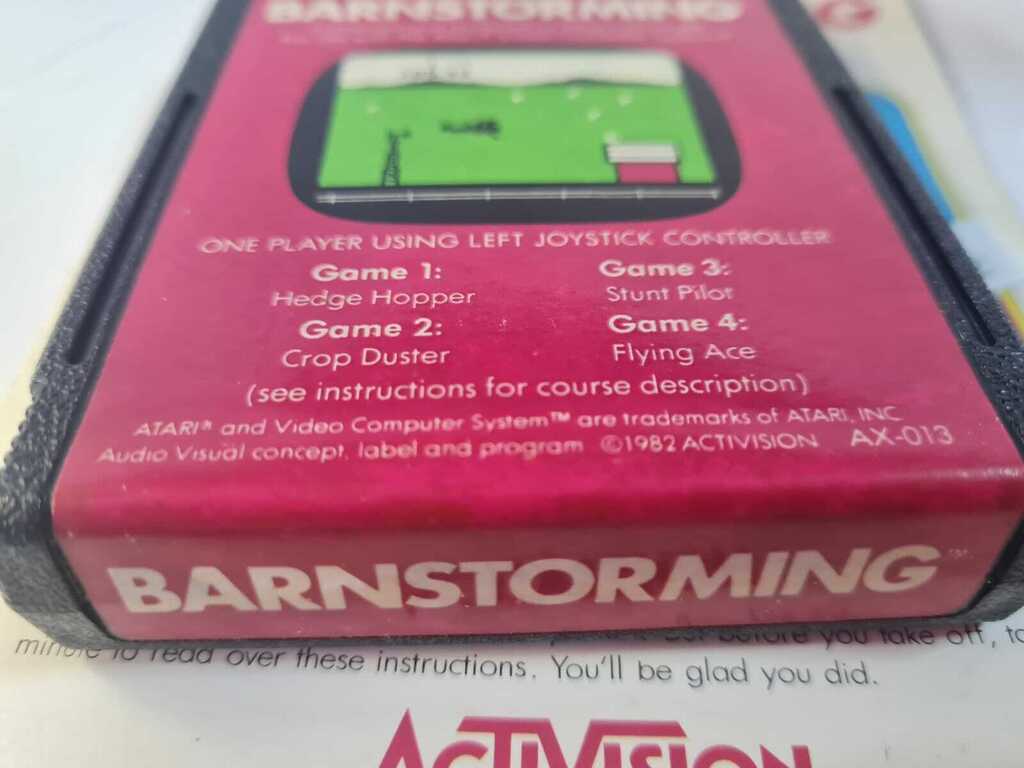 BARNSTORMING
ONE PLAYER USING LEFT JOYSTICK CONTROLLER
Game 1:
Hedge Hopper
Game 2:
Crop Duster
Game 3:
Stunt Pilot
Game 4:
Flying Ace
(see instructions for course description)
ATARI® and Video Computer System™ are trademarks of ATARI, INC
Audio Visual concept, label and program ©1982 ACTIVISION AX-013
BARNSTORMING™
before you take off, to
minute to read over these instructions. You'll be glad you did.
ACTIVISION